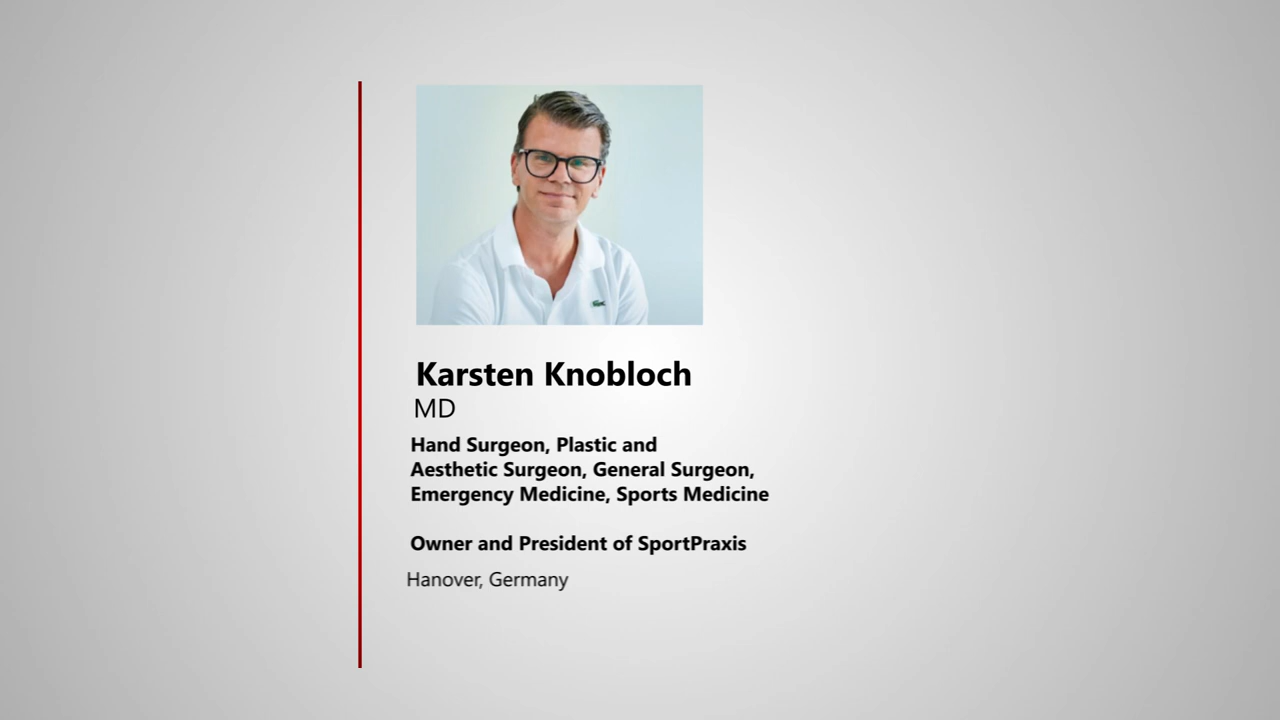 Karsten Knobloch
MD
Hand Surgeon, Plastic and
Aesthetic Surgeon, General Surgeon,
Emergency Medicine, Sports Medicine
Owner and President of SportPraxis
Hanover, Germany